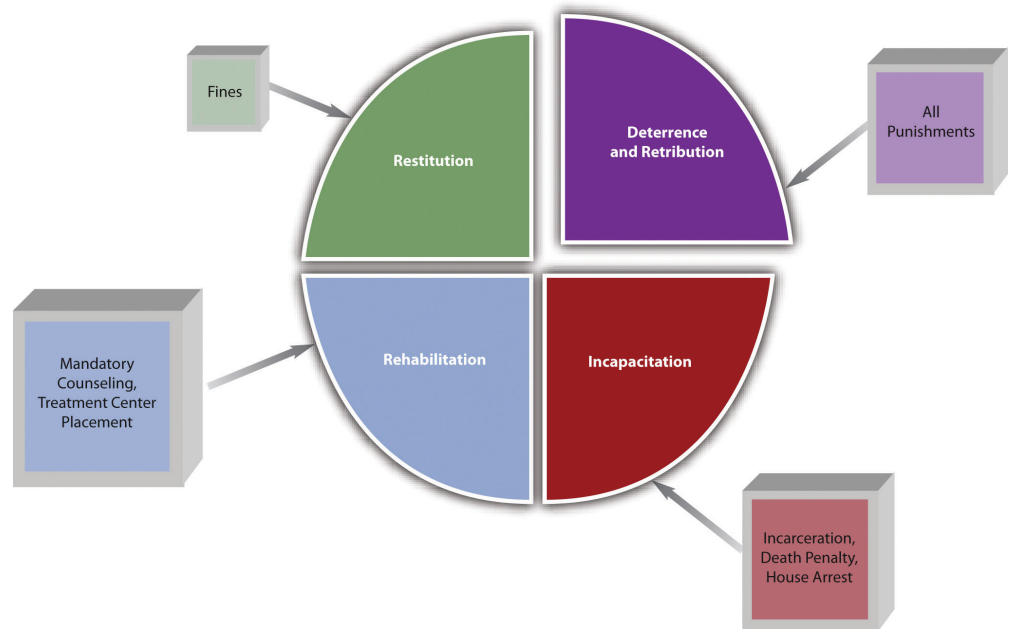 Fines
Restitution
Deterrence
and Retribution
All
Punishments
Mandatory
Counseling,
Treatment Center
Placement
Rehabilitation
Incapacitation
Incarceration,
Death Penalty,
House Arrest